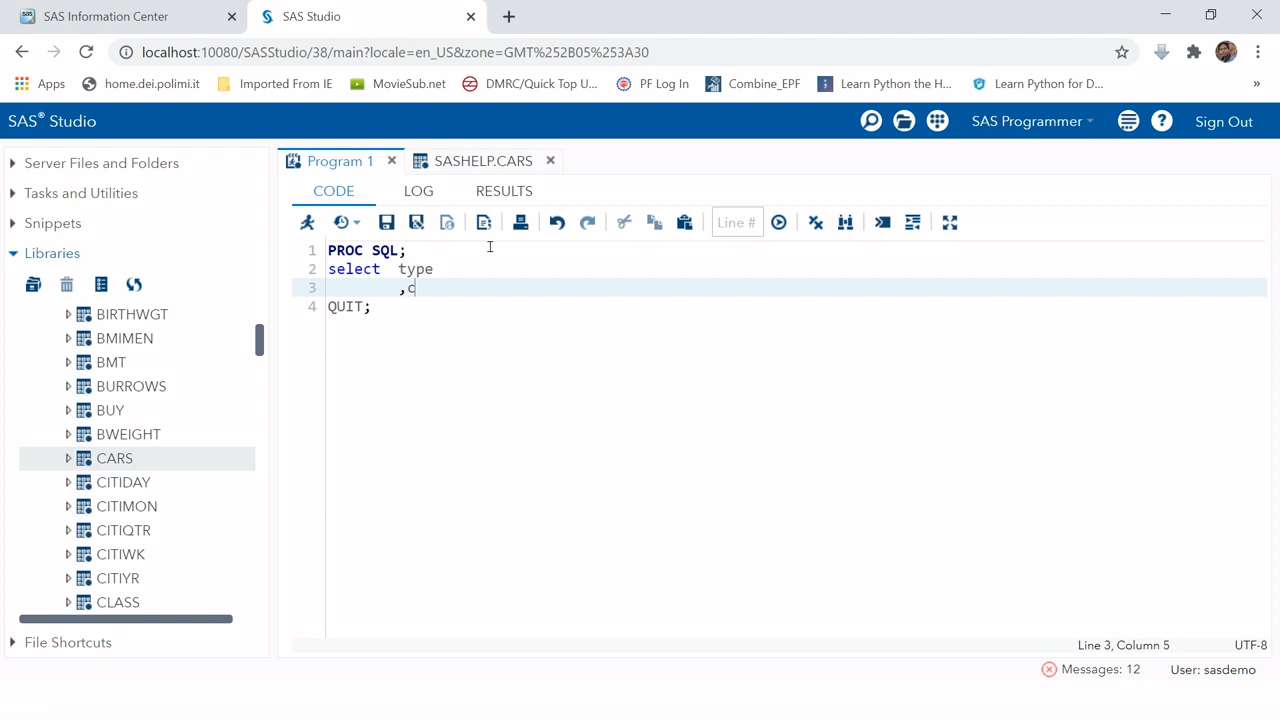 SAS Information Center
SAS Studio
localhost:10080/SASStudio/38/main?locale=en_US&zone=GMT%252B05%253A30
Apps
home.dei.polimi.it
Imported From IE
MovieSub.net
DMRC/Quick Top U...
PF Log In
Combine_EPF
Learn Python the H...
Learn Python for D...
»
SAS® Studio
SAS Programmer
Sign Out
Server Files and Folders
Tasks and Utilities
Snippets
Libraries
BIRTHWGT
BMIMEN
BMT
BURROWS
BUY
BWEIGHT
CARS
CITIDAY
CITIMON
CITIQTR
CITIWK
CITIYR
CLASS
File Shortcuts
Program 1
SASHELP.CARS
CODE
LOG
RESULTS
Line #
1 PROC SQL;
2 select  type
3         ,c
4 QUIT;
Line 3, Column 5
UTF-8
Messages: 12
User: sasdemo